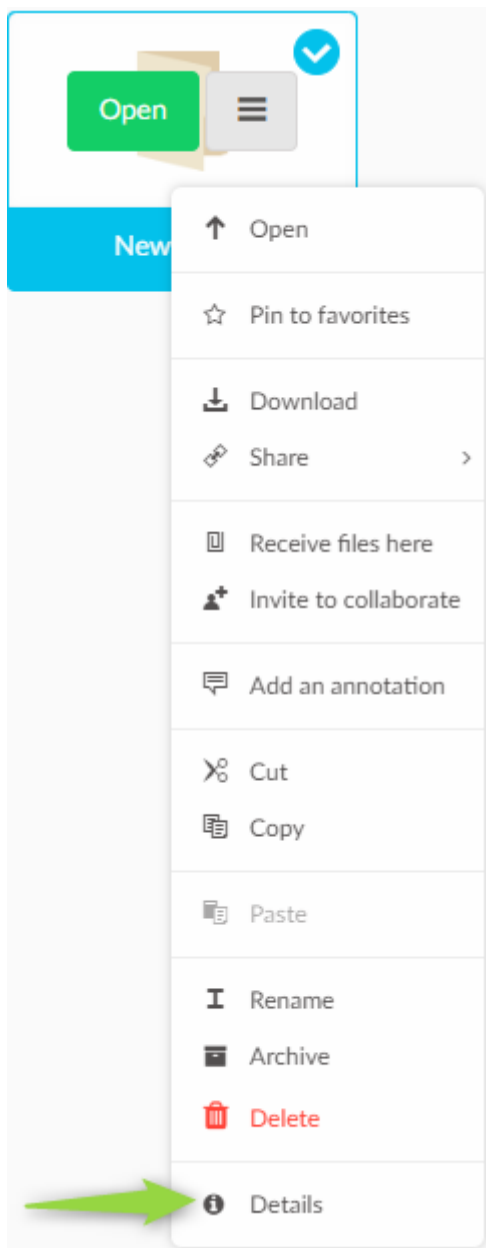 Open
New
Open
Pin to favorites
Download
Share
Receive files here
Invite to collaborate
Add an annotation
Cut
Copy
Paste
Rename
Archive
Delete
Details